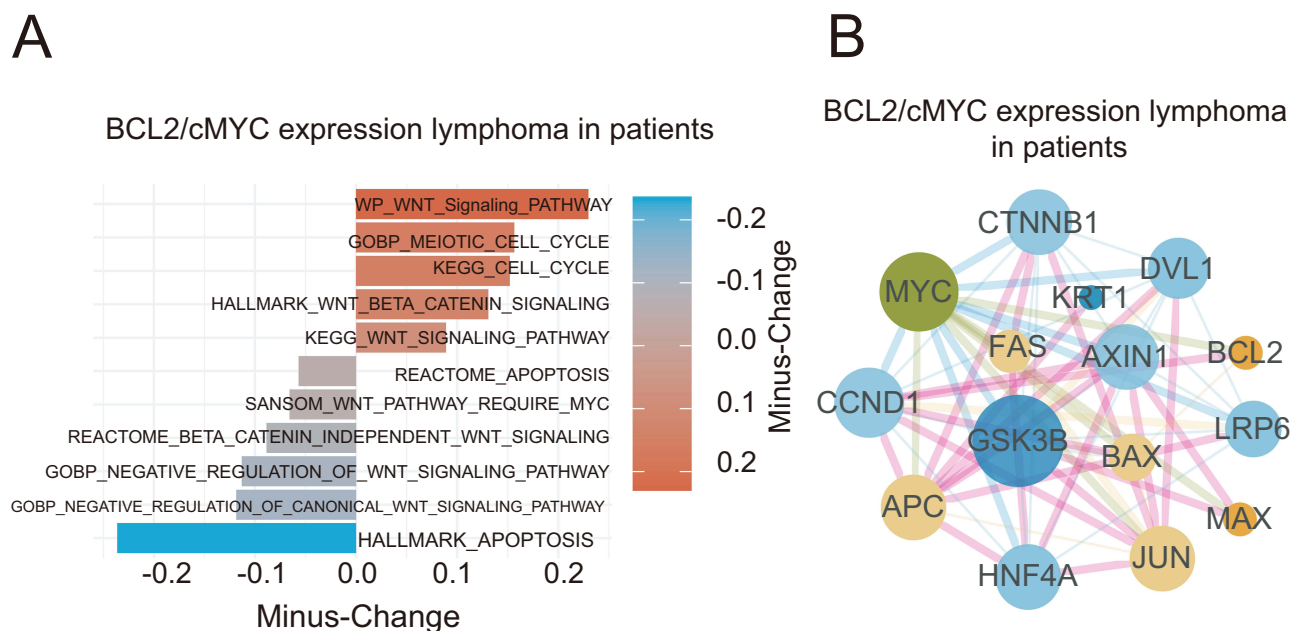 A
BCL2/cMYC expression lymphoma in patients
WP_WNT_Signaling_PATHWAY
GOBP_MEIOTIC_CELL_CYCLE
KEGG_CELL_CYCLE
HALLMARK_WNT_BETA_CATENIN_SIGNALING
KEGG_WNT_SIGNALING_PATHWAY
REACTOME_APOPTOSIS
SANSOM_WNT_PATHWAY_REQUIRE_MYC
REACTOME_BETA_CATENIN_INDEPENDENT_WNT_SIGNALING
GOBP_NEGATIVE_REGULATION_OF_WNT_SIGNALING_PATHWAY
GOBP_NEGATIVE_REGULATION_OF_CANONICAL_WNT_SIGNALING_PATHWAY
HALLMARK_APOPTOSIS
-0.2 -0.1 0.0 0.1 0.2
Minus-Change
-0.2
-0.1
0.0
0.1
0.2
Minus-Change
B
BCL2/cMYC expression lymphoma
in patients
CTNNB1
DVL1
MYC
KRT1
FAS
AXIN1
BCL2
CCND1
GSK3B
LRP6
BAX
APC
MAX
JUN
HNF4A